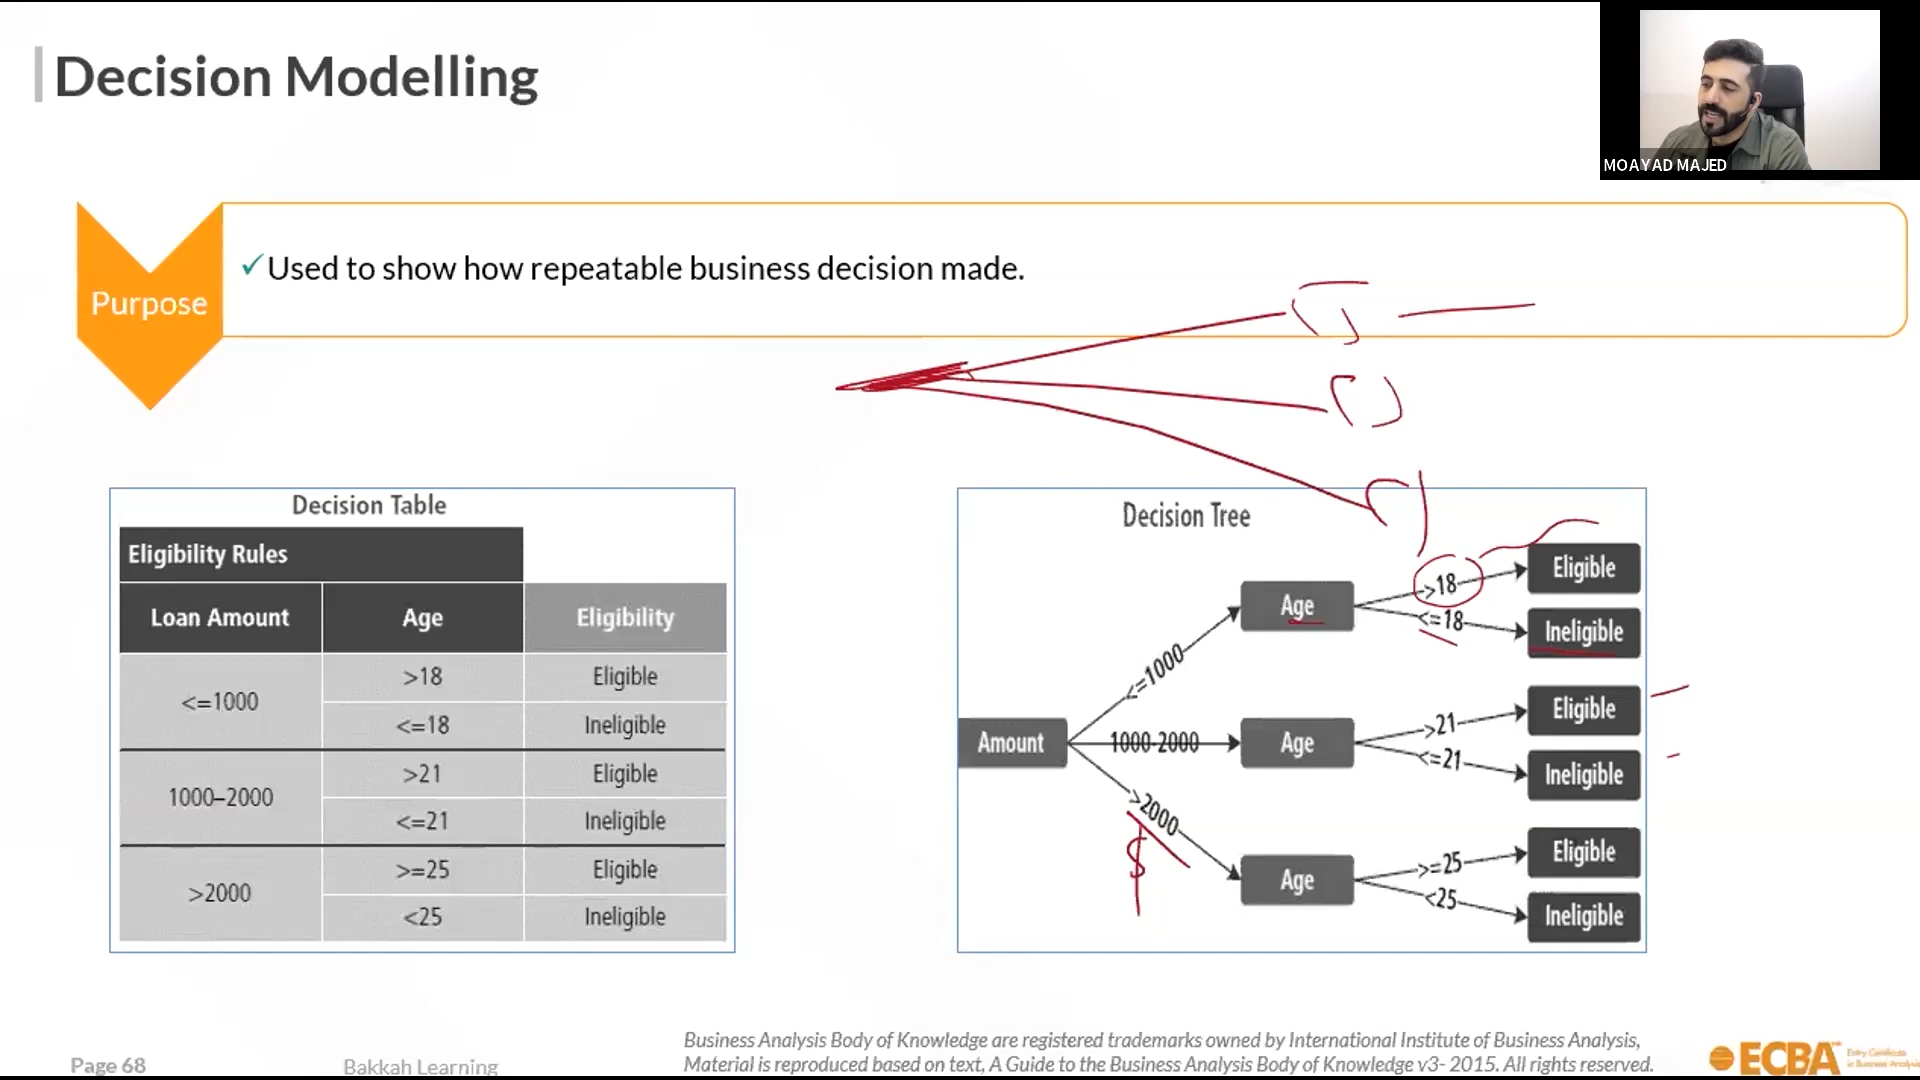 Decision Modelling
MOAYAD MAJED
Purpose
✓Used to show how repeatable business decision made.
Decision Table
Eligibility Rules
Loan Amount Age Eligibility
<=1000 >18 Eligible
<=18 Ineligible
1000–2000 >21 Eligible
<=21 Ineligible
>2000 >=25 Eligible
<25 Ineligible
Decision Tree
Amount
<=1000 Age >18 Eligible
<=18 Ineligible
1000-2000 Age >21 Eligible
<=21 Ineligible
>2000 Age >=25 Eligible
<25 Ineligible
$
Business Analysis Body of Knowledge are registered trademarks owned by International Institute of Business Analysis,
Material is reproduced based on text, A Guide to the Business Analysis Body of Knowledge v3- 2015. All rights reserved.
Page 68
Bakkah Learning
ECBA
Entry Certificate
in Business Analysis